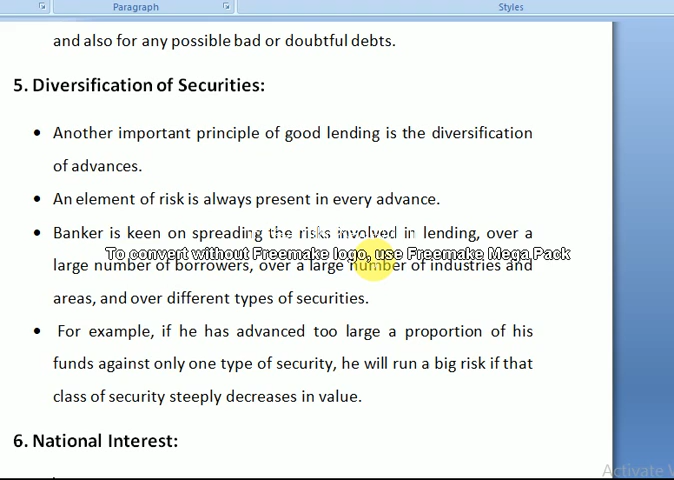 Paragraph
Styles
and also for any possible bad or doubtful debts.
5. Diversification of Securities:
• Another important principle of good lending is the diversification
of advances.
• An element of risk is always present in every advance.
• Banker is keen on spreading the risks involved in lending, over a
To convert without Freemake logo, use Freemake Mega Pack
large number of borrowers, over a large number of industries and
areas, and over different types of securities.
• For example, if he has advanced too large a proportion of his
funds against only one type of security, he will run a big risk if that
class of security steeply decreases in value.
6. National Interest:
Activate